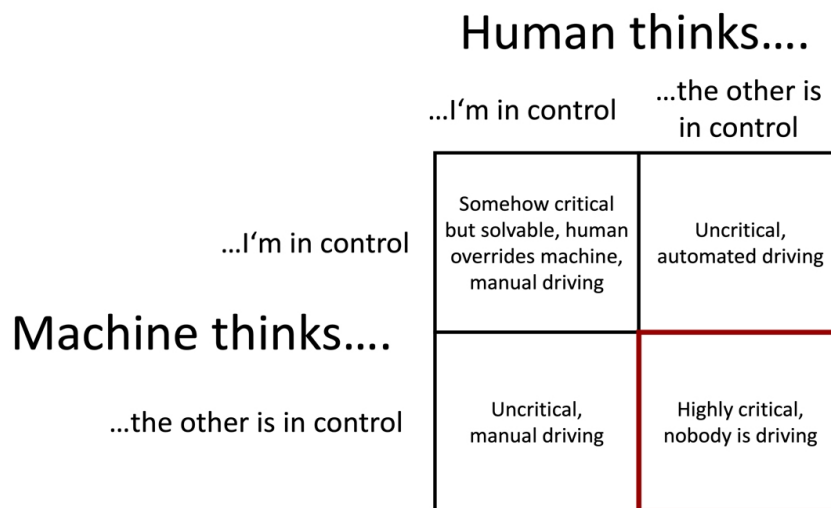 Human thinks….
…I‘m in control
…the other is
in control
…I‘m in control
Somehow critical
but solvable, human
overrides machine,
manual driving
Uncritical,
automated driving
Machine thinks….
…the other is in control
Uncritical,
manual driving
Highly critical,
nobody is driving